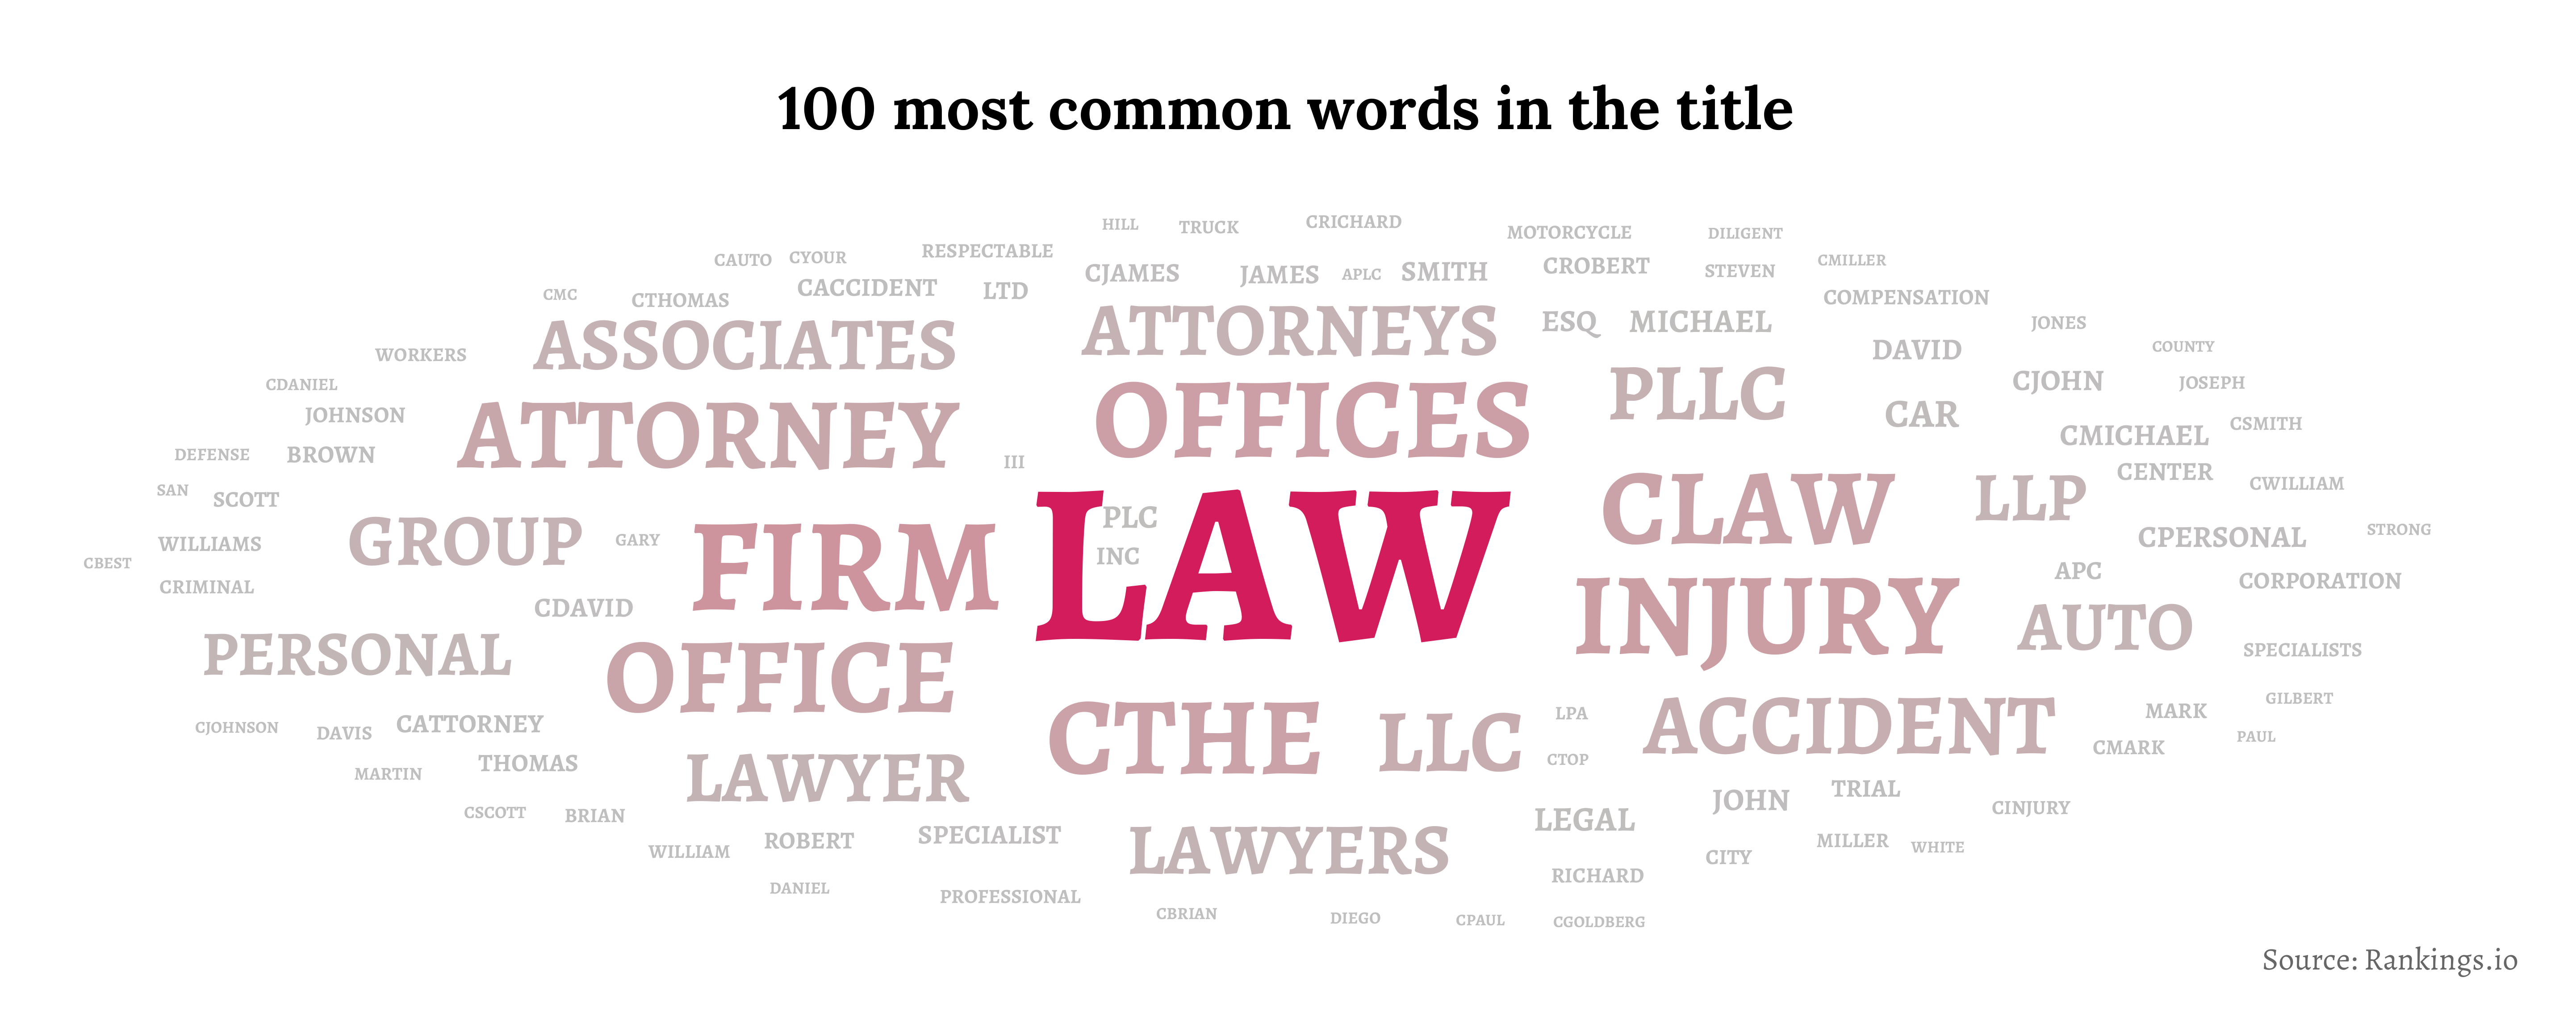 100 most common words in the title
HILL TRUCK CRICHARD MOTORCYCLE DILIGENT
CAUTO CYOUR RESPECTABLE CJAMES JAMES APLC SMITH CROBERT STEVEN CMILLER
CMC CTHOMAS CACCIDENT LTD COMPENSATION
WORKERS ASSOCIATES ATTORNEYS ESQ MICHAEL DAVID JONES COUNTY
CDANIEL PLLC CJOHN JOSEPH
JOHNSON ATTORNEY OFFICES CAR CMICHAEL CSMITH
DEFENSE BROWN III CENTER
SAN SCOTT CLAW LLP CWILLIAM
WILLIAMS GROUP GARY FIRM LAW PLC CPERSONAL STRONG
CBEST INC APC
CRIMINAL CDAVID INJURY AUTO CORPORATION
PERSONAL OFFICE SPECIALISTS
CJOHNSON DAVIS CATTORNEY CTHE LLC LPA ACCIDENT MARK GILBERT
MARTIN THOMAS LAWYER CTOP CMARK PAUL
CSCOTT BRIAN LEGAL JOHN TRIAL CINJURY
WILLIAM ROBERT SPECIALIST LAWYERS CITY MILLER WHITE
DANIEL PROFESSIONAL RICHARD
CBRIAN DIEGO CPAUL CGOLDBERG
Source: Rankings.io